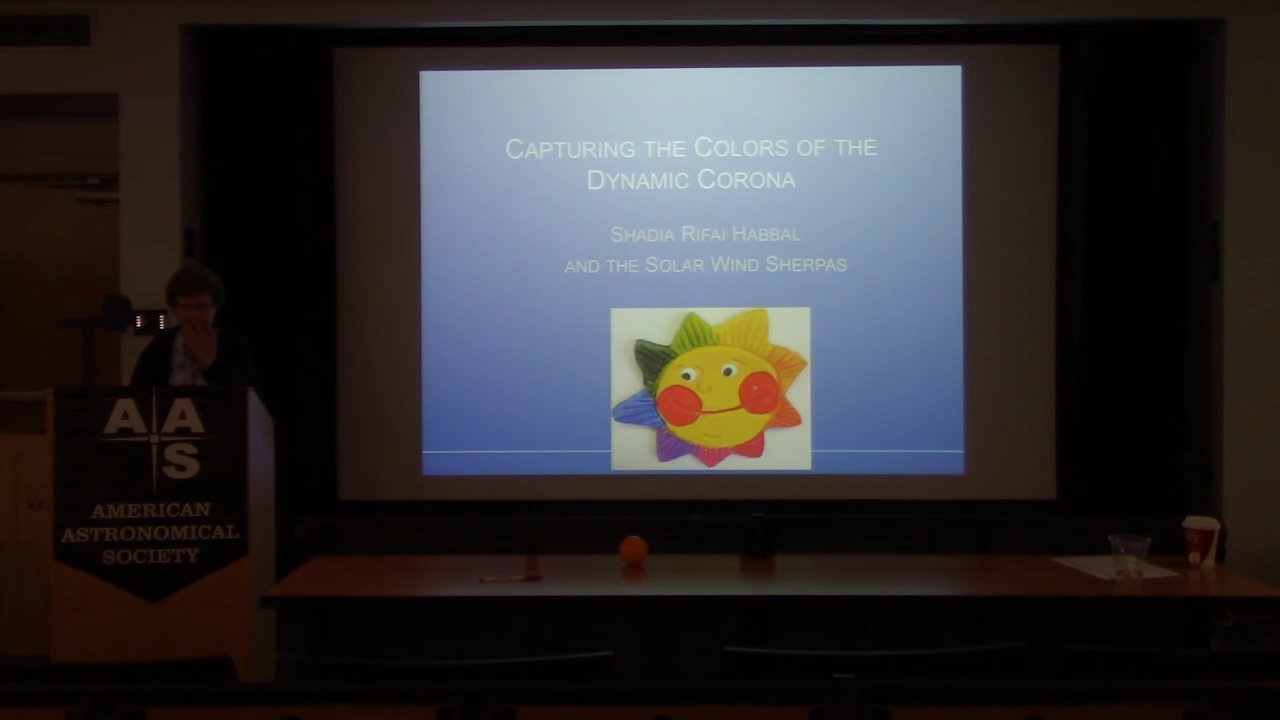 CAPTURING THE COLORS OF THE
DYNAMIC CORONA
SHADIA RIFAI HABBAL
AND THE SOLAR WIND SHERPAS
AAS
AMERICAN
ASTRONOMICAL
SOCIETY